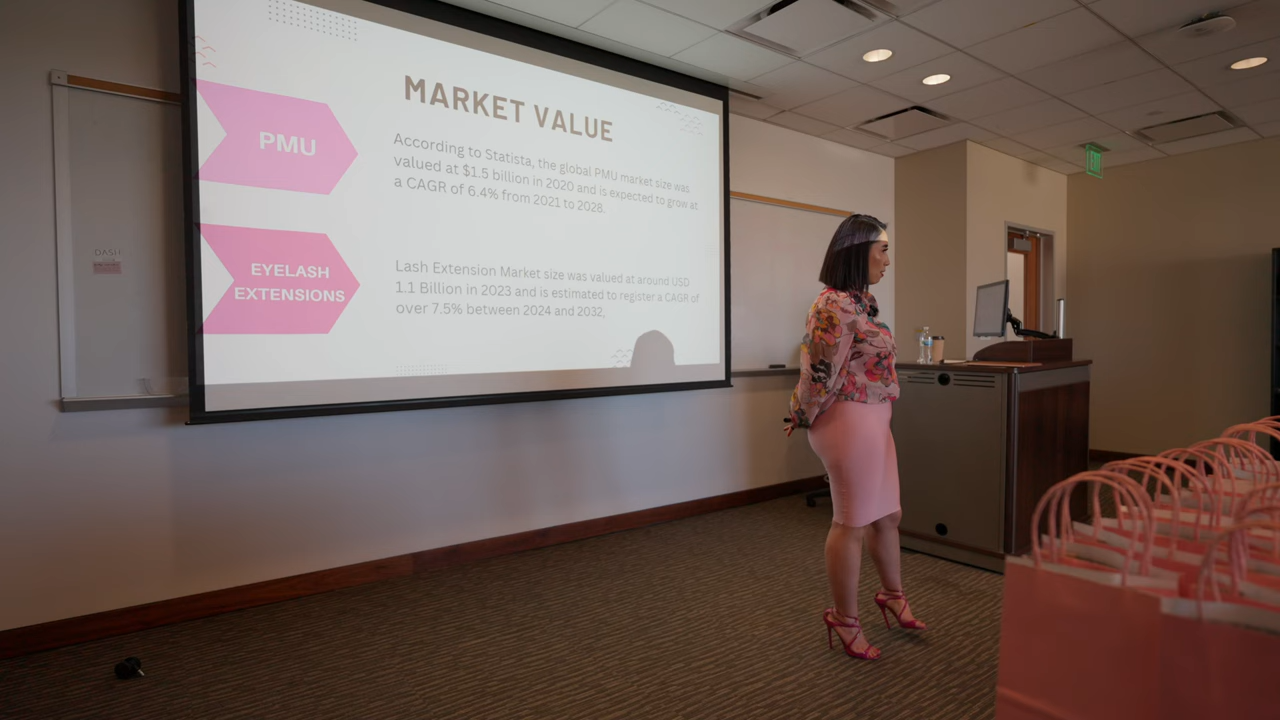 MARKET VALUE
PMU
According to Statista, the global PMU market size was
valued at $1.5 billion in 2020 and is expected to grow at
a CAGR of 6.4% from 2021 to 2028.
EYELASH
EXTENSIONS
Lash Extension Market size was valued at around USD
1.1 Billion in 2023 and is estimated to register a CAGR of
over 7.5% between 2024 and 2032,